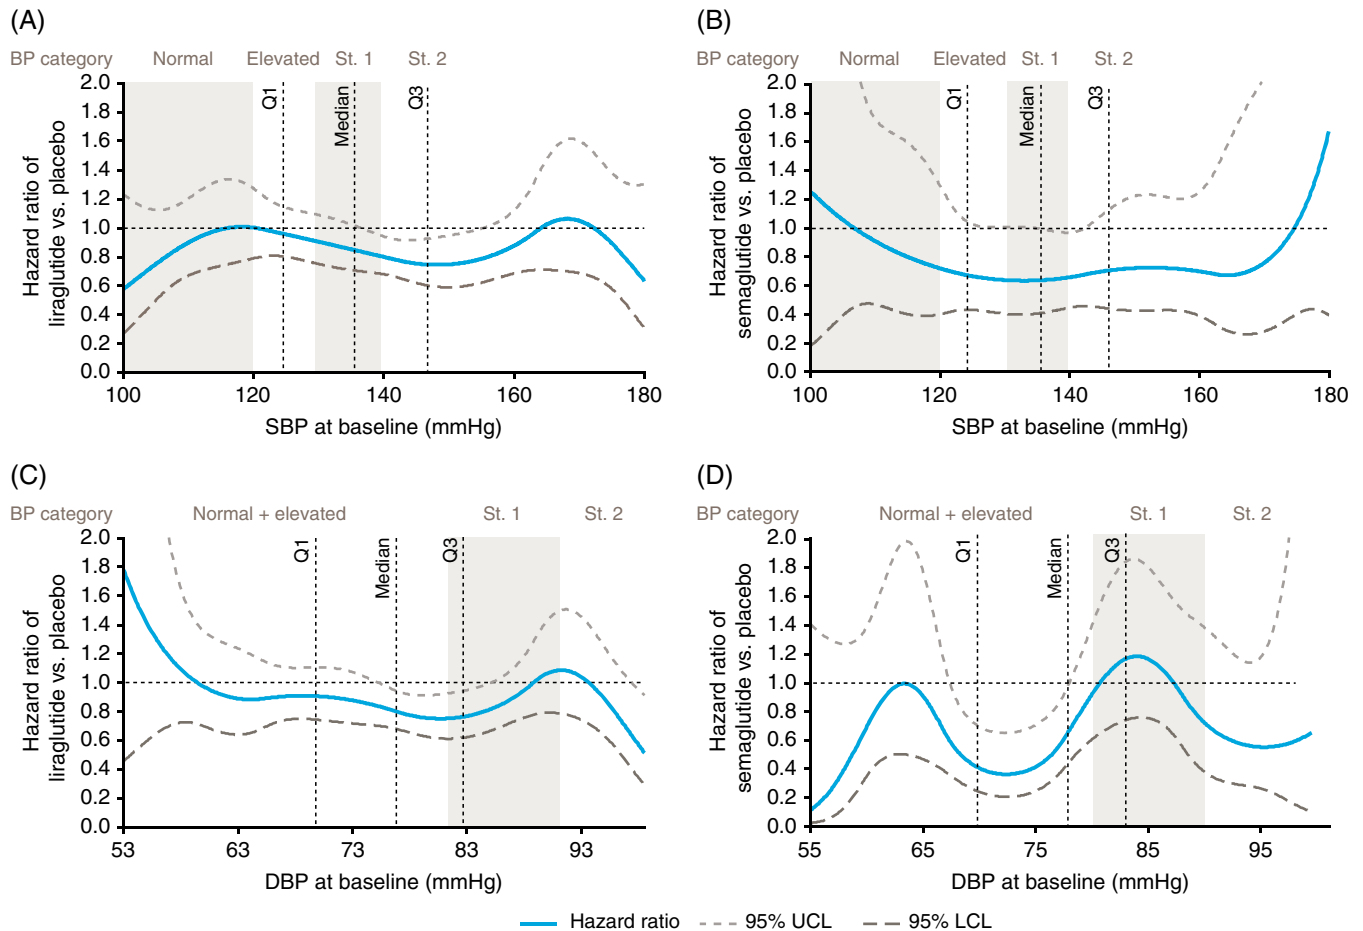 (A)
BP category Normal Elevated St. 1 St. 2
Hazard ratio of
liraglutide vs. placebo
2.0
1.8
1.6
1.4
1.2
1.0
0.8
0.6
0.4
0.2
0.0
Q1
Median
Q3
100 120 140 160 180
SBP at baseline (mmHg)
(B)
BP category Normal Elevated St. 1 St. 2
Hazard ratio of
semaglutide vs. placebo
2.0
1.8
1.6
1.4
1.2
1.0
0.8
0.6
0.4
0.2
0.0
Q1
Median
Q3
100 120 140 160 180
SBP at baseline (mmHg)
(C)
BP category Normal + elevated St. 1 St. 2
Hazard ratio of
liraglutide vs. placebo
2.0
1.8
1.6
1.4
1.2
1.0
0.8
0.6
0.4
0.2
0.0
Q1
Median
Q3
53 63 73 83 93
DBP at baseline (mmHg)
(D)
BP category Normal + elevated St. 1 St. 2
Hazard ratio of
semaglutide vs. placebo
2.0
1.8
1.6
1.4
1.2
1.0
0.8
0.6
0.4
0.2
0.0
Q1
Median
Q3
55 65 75 85 95
DBP at baseline (mmHg)
Hazard ratio 95% UCL 95% LCL